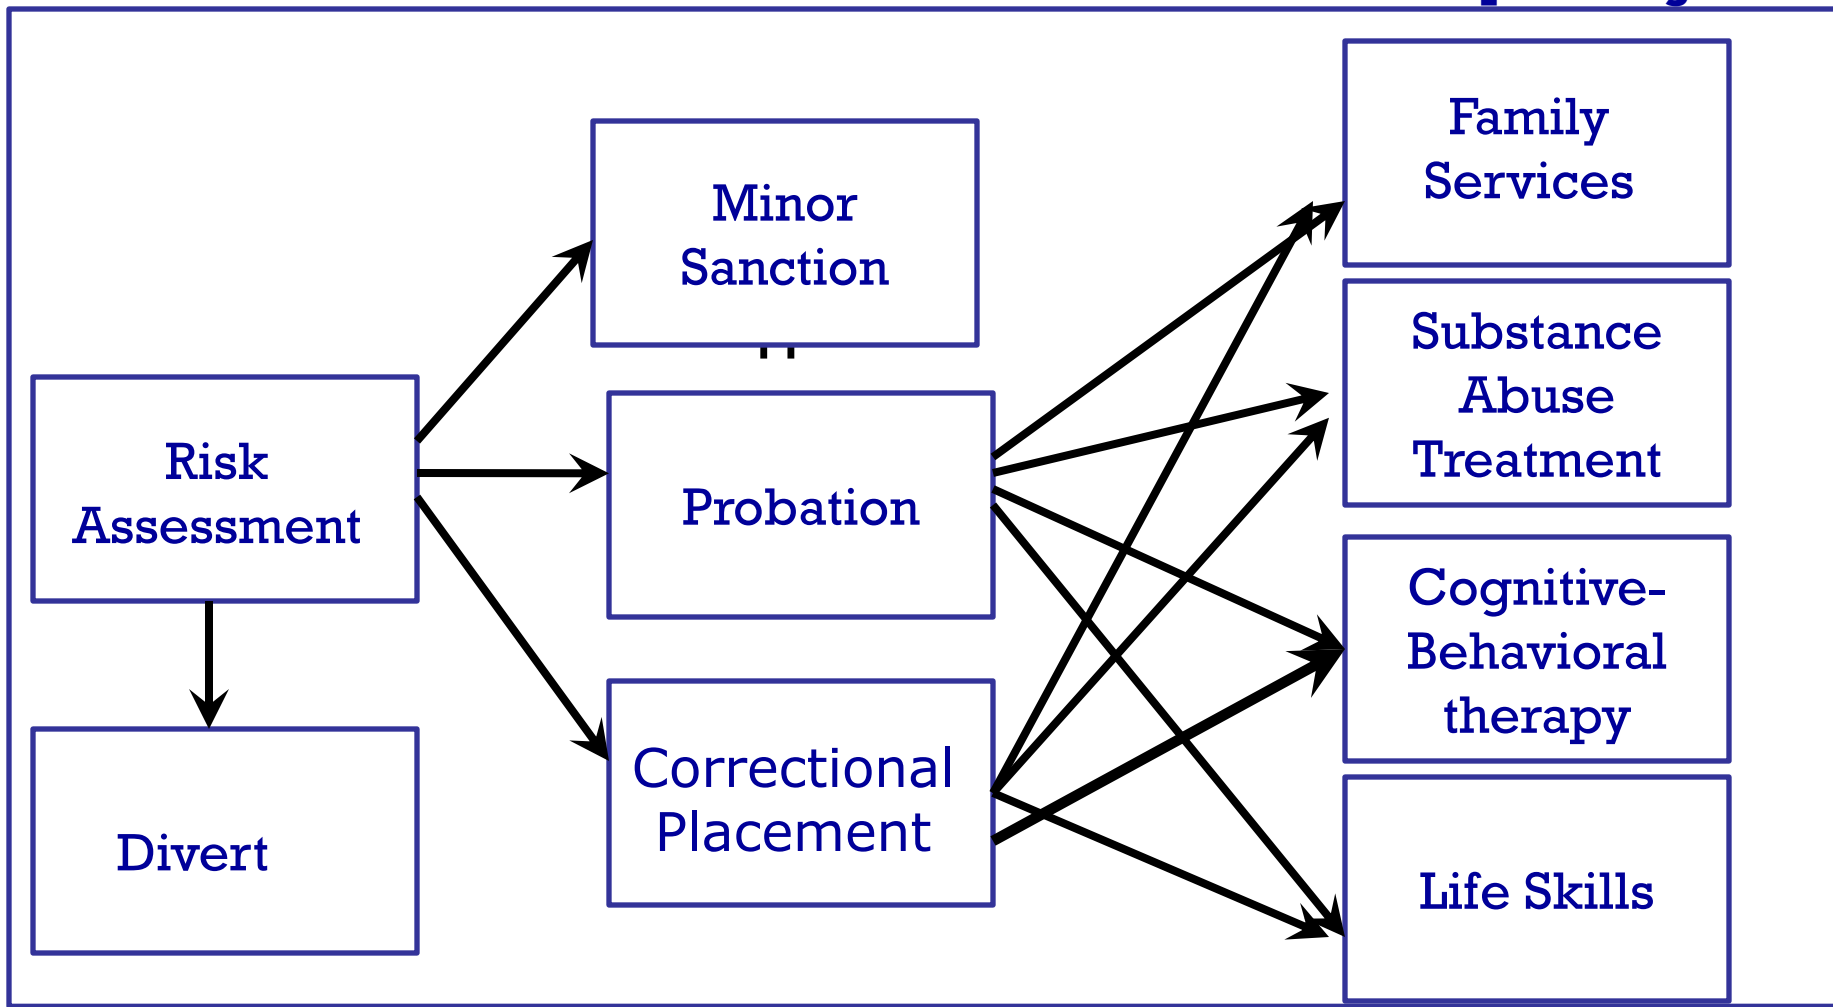 Risk
Assessment
Divert
Minor
Sanction
"
Probation
Correctional
Placement
Family
Services
Substance
Abuse
Treatment
Cognitive-
Behavioral
therapy
Life Skills